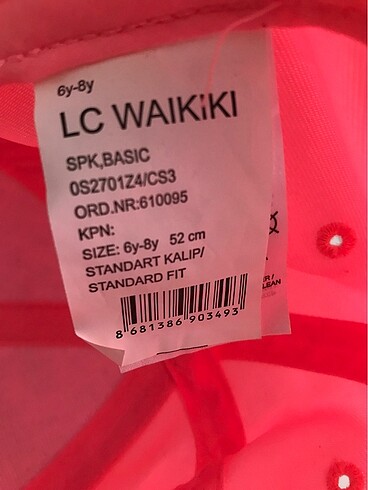 6y-8y
LC WAIKIKI
SPK,BASIC
0S2701Z4/CS3
ORD.NR:610095
KPN:
SIZE: 6y-8y 52 cm
STANDART KALIP/
STANDARD FIT
8 681386 903493